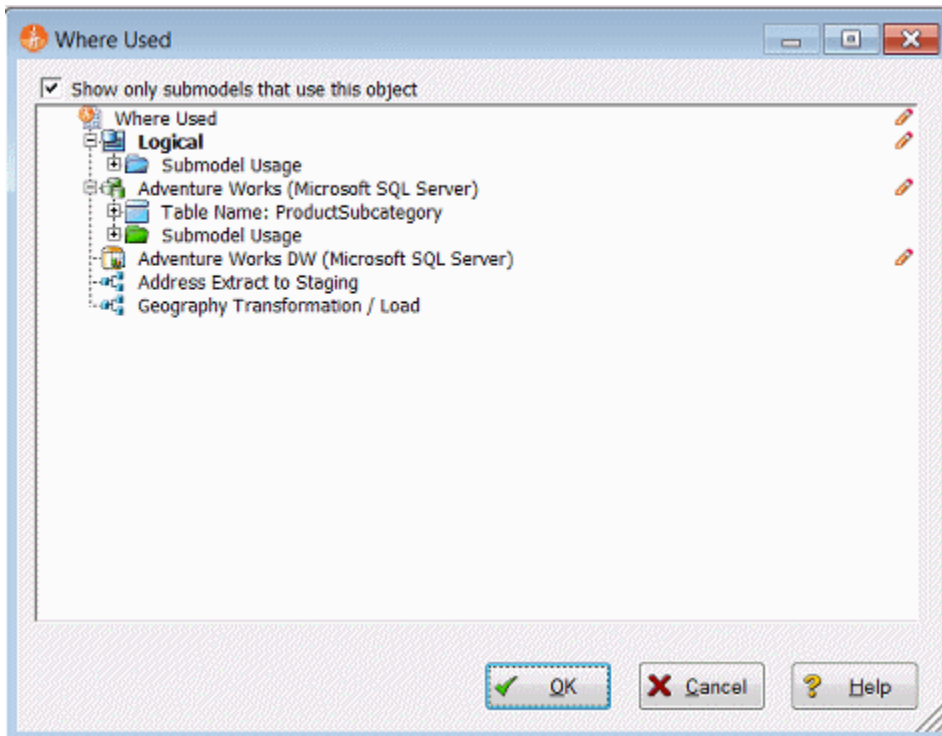 Where Used
Show only submodels that use this object
Where Used
Logical
Submodel Usage
Adventure Works (Microsoft SQL Server)
Table Name: ProductSubcategory
Submodel Usage
Adventure Works DW (Microsoft SQL Server)
Address Extract to Staging
Geography Transformation / Load
OK Cancel Help